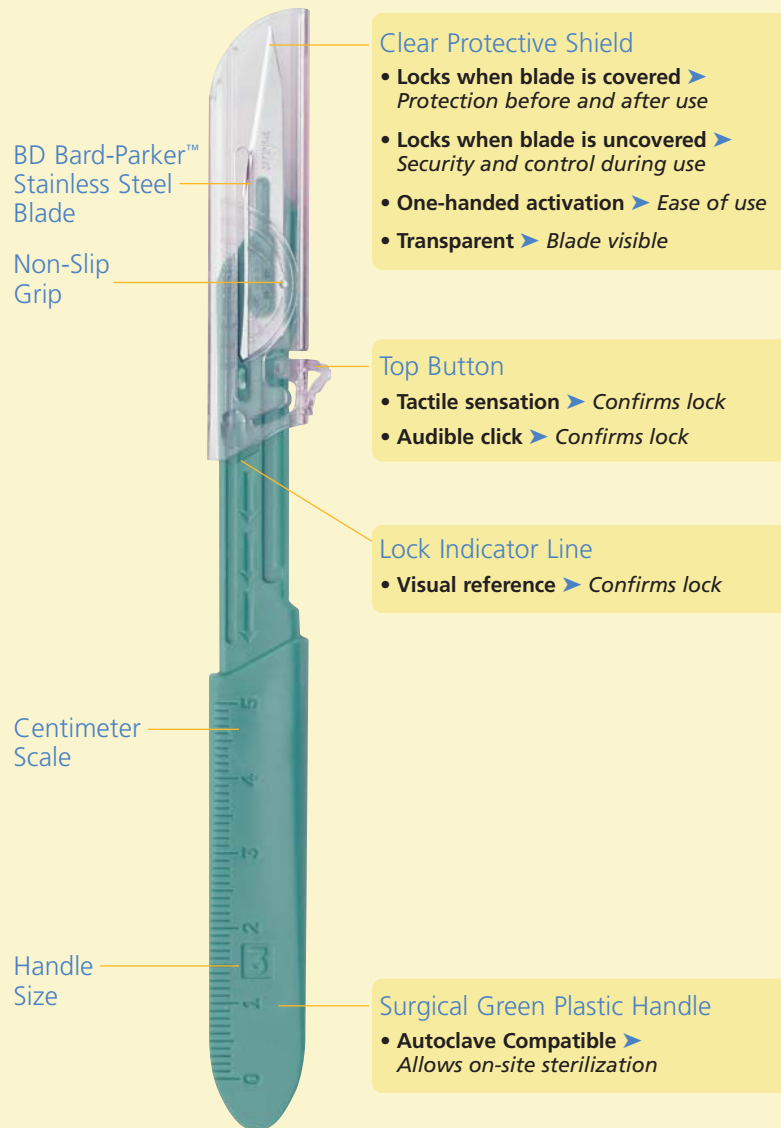 Clear Protective Shield
• Locks when blade is covered ➤
Protection before and after use
• Locks when blade is uncovered ➤
Security and control during use
• One-handed activation ➤ Ease of use
• Transparent ➤ Blade visible
BD Bard-Parker™
Stainless Steel
Blade
Non-Slip
Grip
Top Button
• Tactile sensation ➤ Confirms lock
• Audible click ➤ Confirms lock
Lock Indicator Line
• Visual reference ➤ Confirms lock
Centimeter
Scale
5
4
3
2
3
1
0
Handle
Size
Surgical Green Plastic Handle
• Autoclave Compatible ➤
Allows on-site sterilization